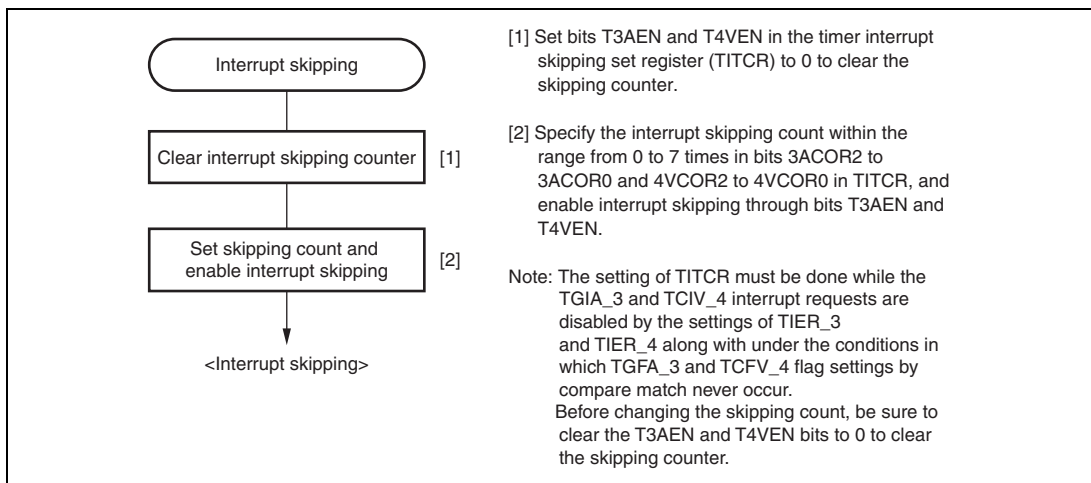 Interrupt skipping
Clear interrupt skipping counter
[1]
Set skipping count and
enable interrupt skipping
[2]
<Interrupt skipping>
[1] Set bits T3AEN and T4VEN in the timer interrupt
skipping set register (TITCR) to 0 to clear the
skipping counter.
[2] Specify the interrupt skipping count within the
range from 0 to 7 times in bits 3ACOR2 to
3ACOR0 and 4VCOR2 to 4VCOR0 in TITCR, and
enable interrupt skipping through bits T3AEN and
T4VEN.
Note: The setting of TITCR must be done while the
TGIA_3 and TCIV_4 interrupt requests are
disabled by the settings of TIER_3
and TIER_4 along with under the conditions in
which TGFA_3 and TCFV_4 flag settings by
compare match never occur.
Before changing the skipping count, be sure to
clear the T3AEN and T4VEN bits to 0 to clear
the skipping counter.